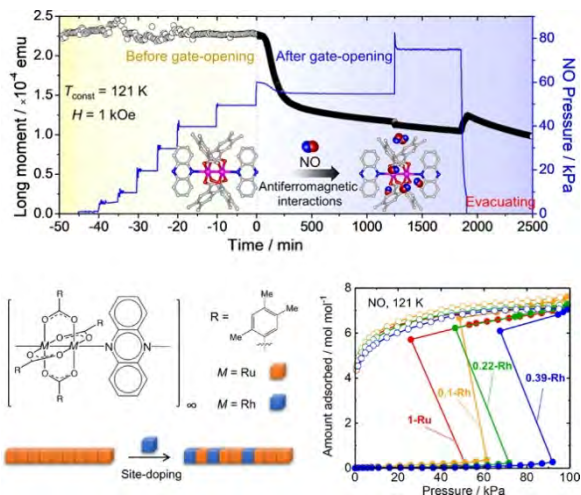 Long moment / ×10⁻⁴ emu
2.5
2.0
1.5
1.0
0.5
0.0
Before gate-opening
After gate-opening
T const = 121 K
H = 1 kOe
NO
Antiferromagnetic
interactions
Evacuating
NO Pressure / kPa
80
60
40
20
0
-50 -40 -30 -20 -10 0 500 1000 1500 2000 2500
Time / min
R
O
M
N
∞
R =
Me
M = Ru
M = Rh
Site-doping
NO, 121 K
Amount adsorbed / mol mol⁻¹
8
6
4
2
0
1-Ru
0.1-Rh
0.22-Rh
0.39-Rh
0 20 40 60 80 100
Pressure / kPa